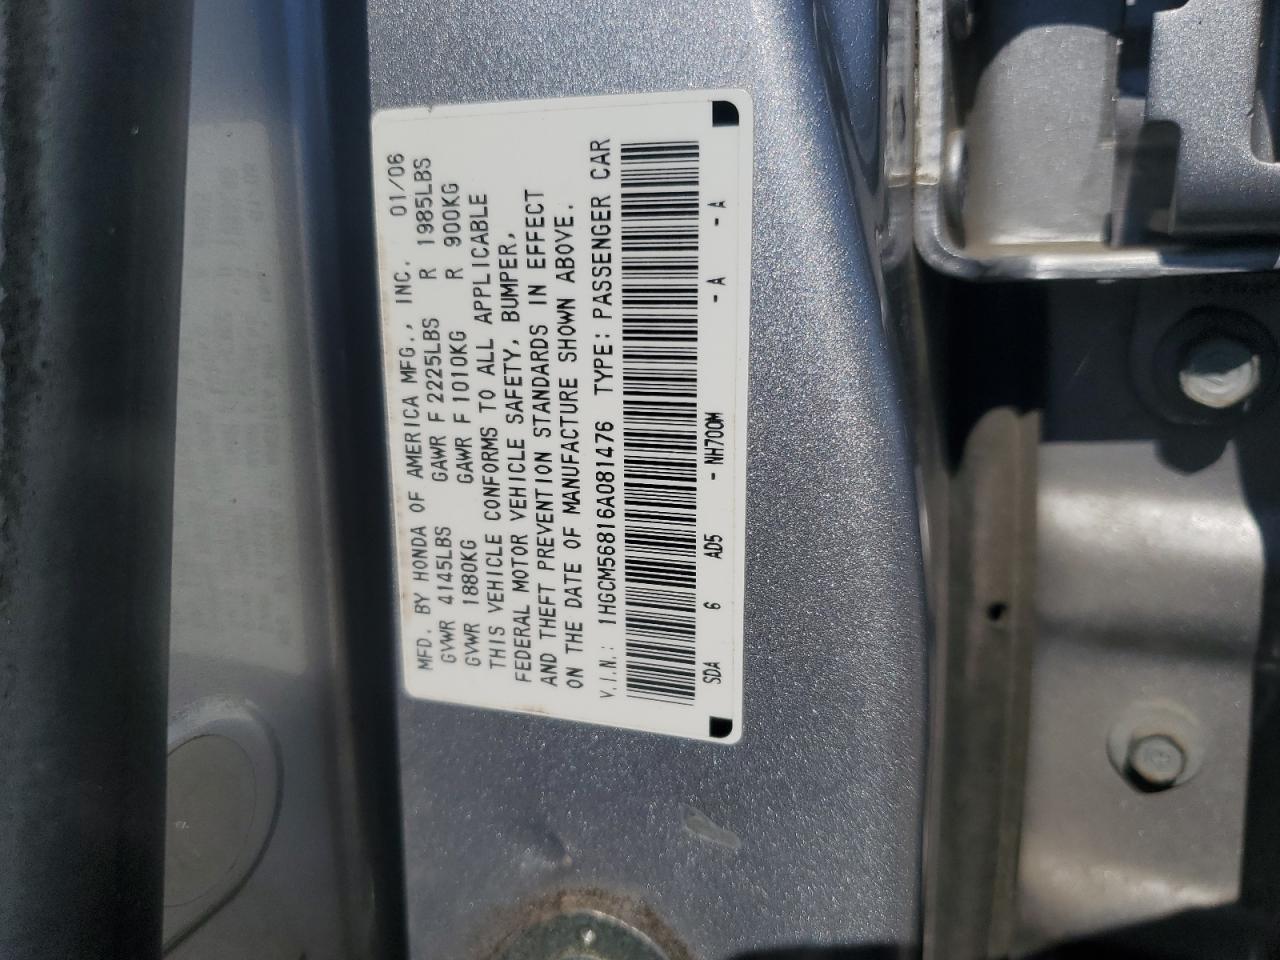 MFD. BY HONDA OF AMERICA MFG., INC. 01/06
GVWR 4145LBS GAWR F 2225LBS R 1985LBS
GVWR 1880KG GAWR F 1010KG R 900KG
THIS VEHICLE CONFORMS TO ALL APPLICABLE
FEDERAL MOTOR VEHICLE SAFETY, BUMPER,
AND THEFT PREVENTION STANDARDS IN EFFECT
ON THE DATE OF MANUFACTURE SHOWN ABOVE.
V.I.N.: 1HGCM56816A081476 TYPE: PASSENGER CAR
SDA 6 AD5 - NH700M - A - A